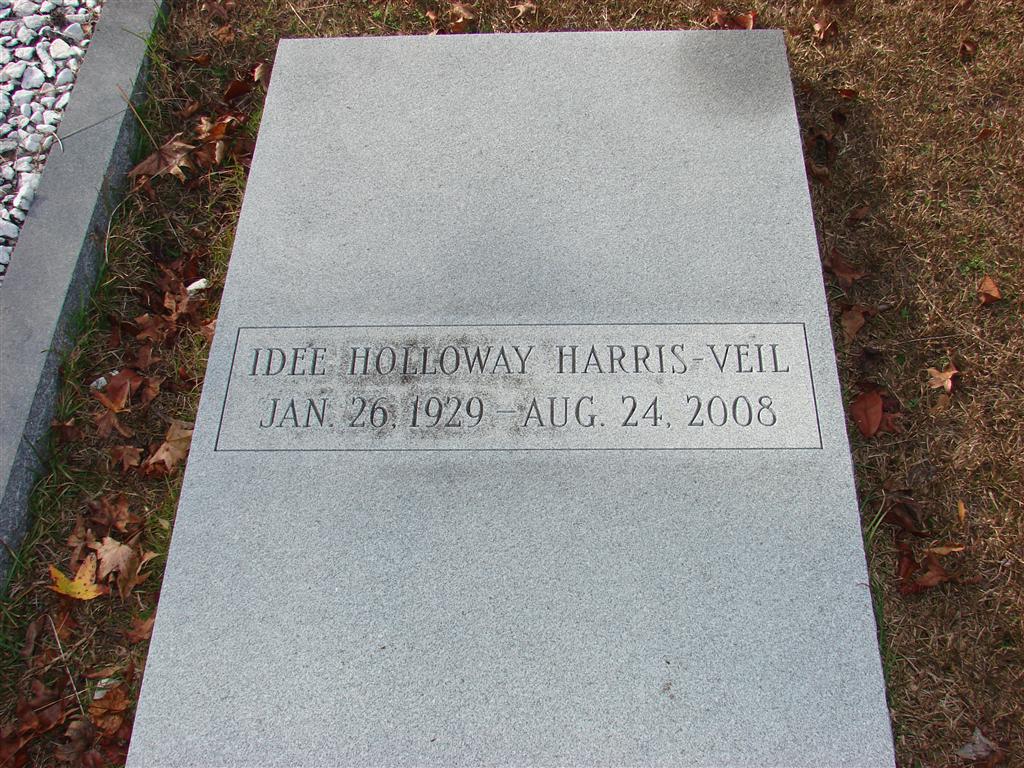 IDEE HOLLOWAY HARRIS-VEIL
JAN. 26, 1929 – AUG. 24, 2008